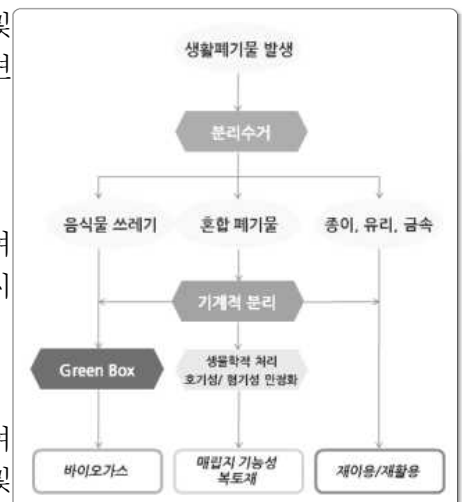 생활폐기물 발생
분리수거
음식물 쓰레기
혼합 폐기물
종이, 유리, 금속
기계적 분리
Green Box
생물학적 처리
호기성/ 혐기성 안정화
바이오가스
매립지 기능성
복토재
재이용/재활용